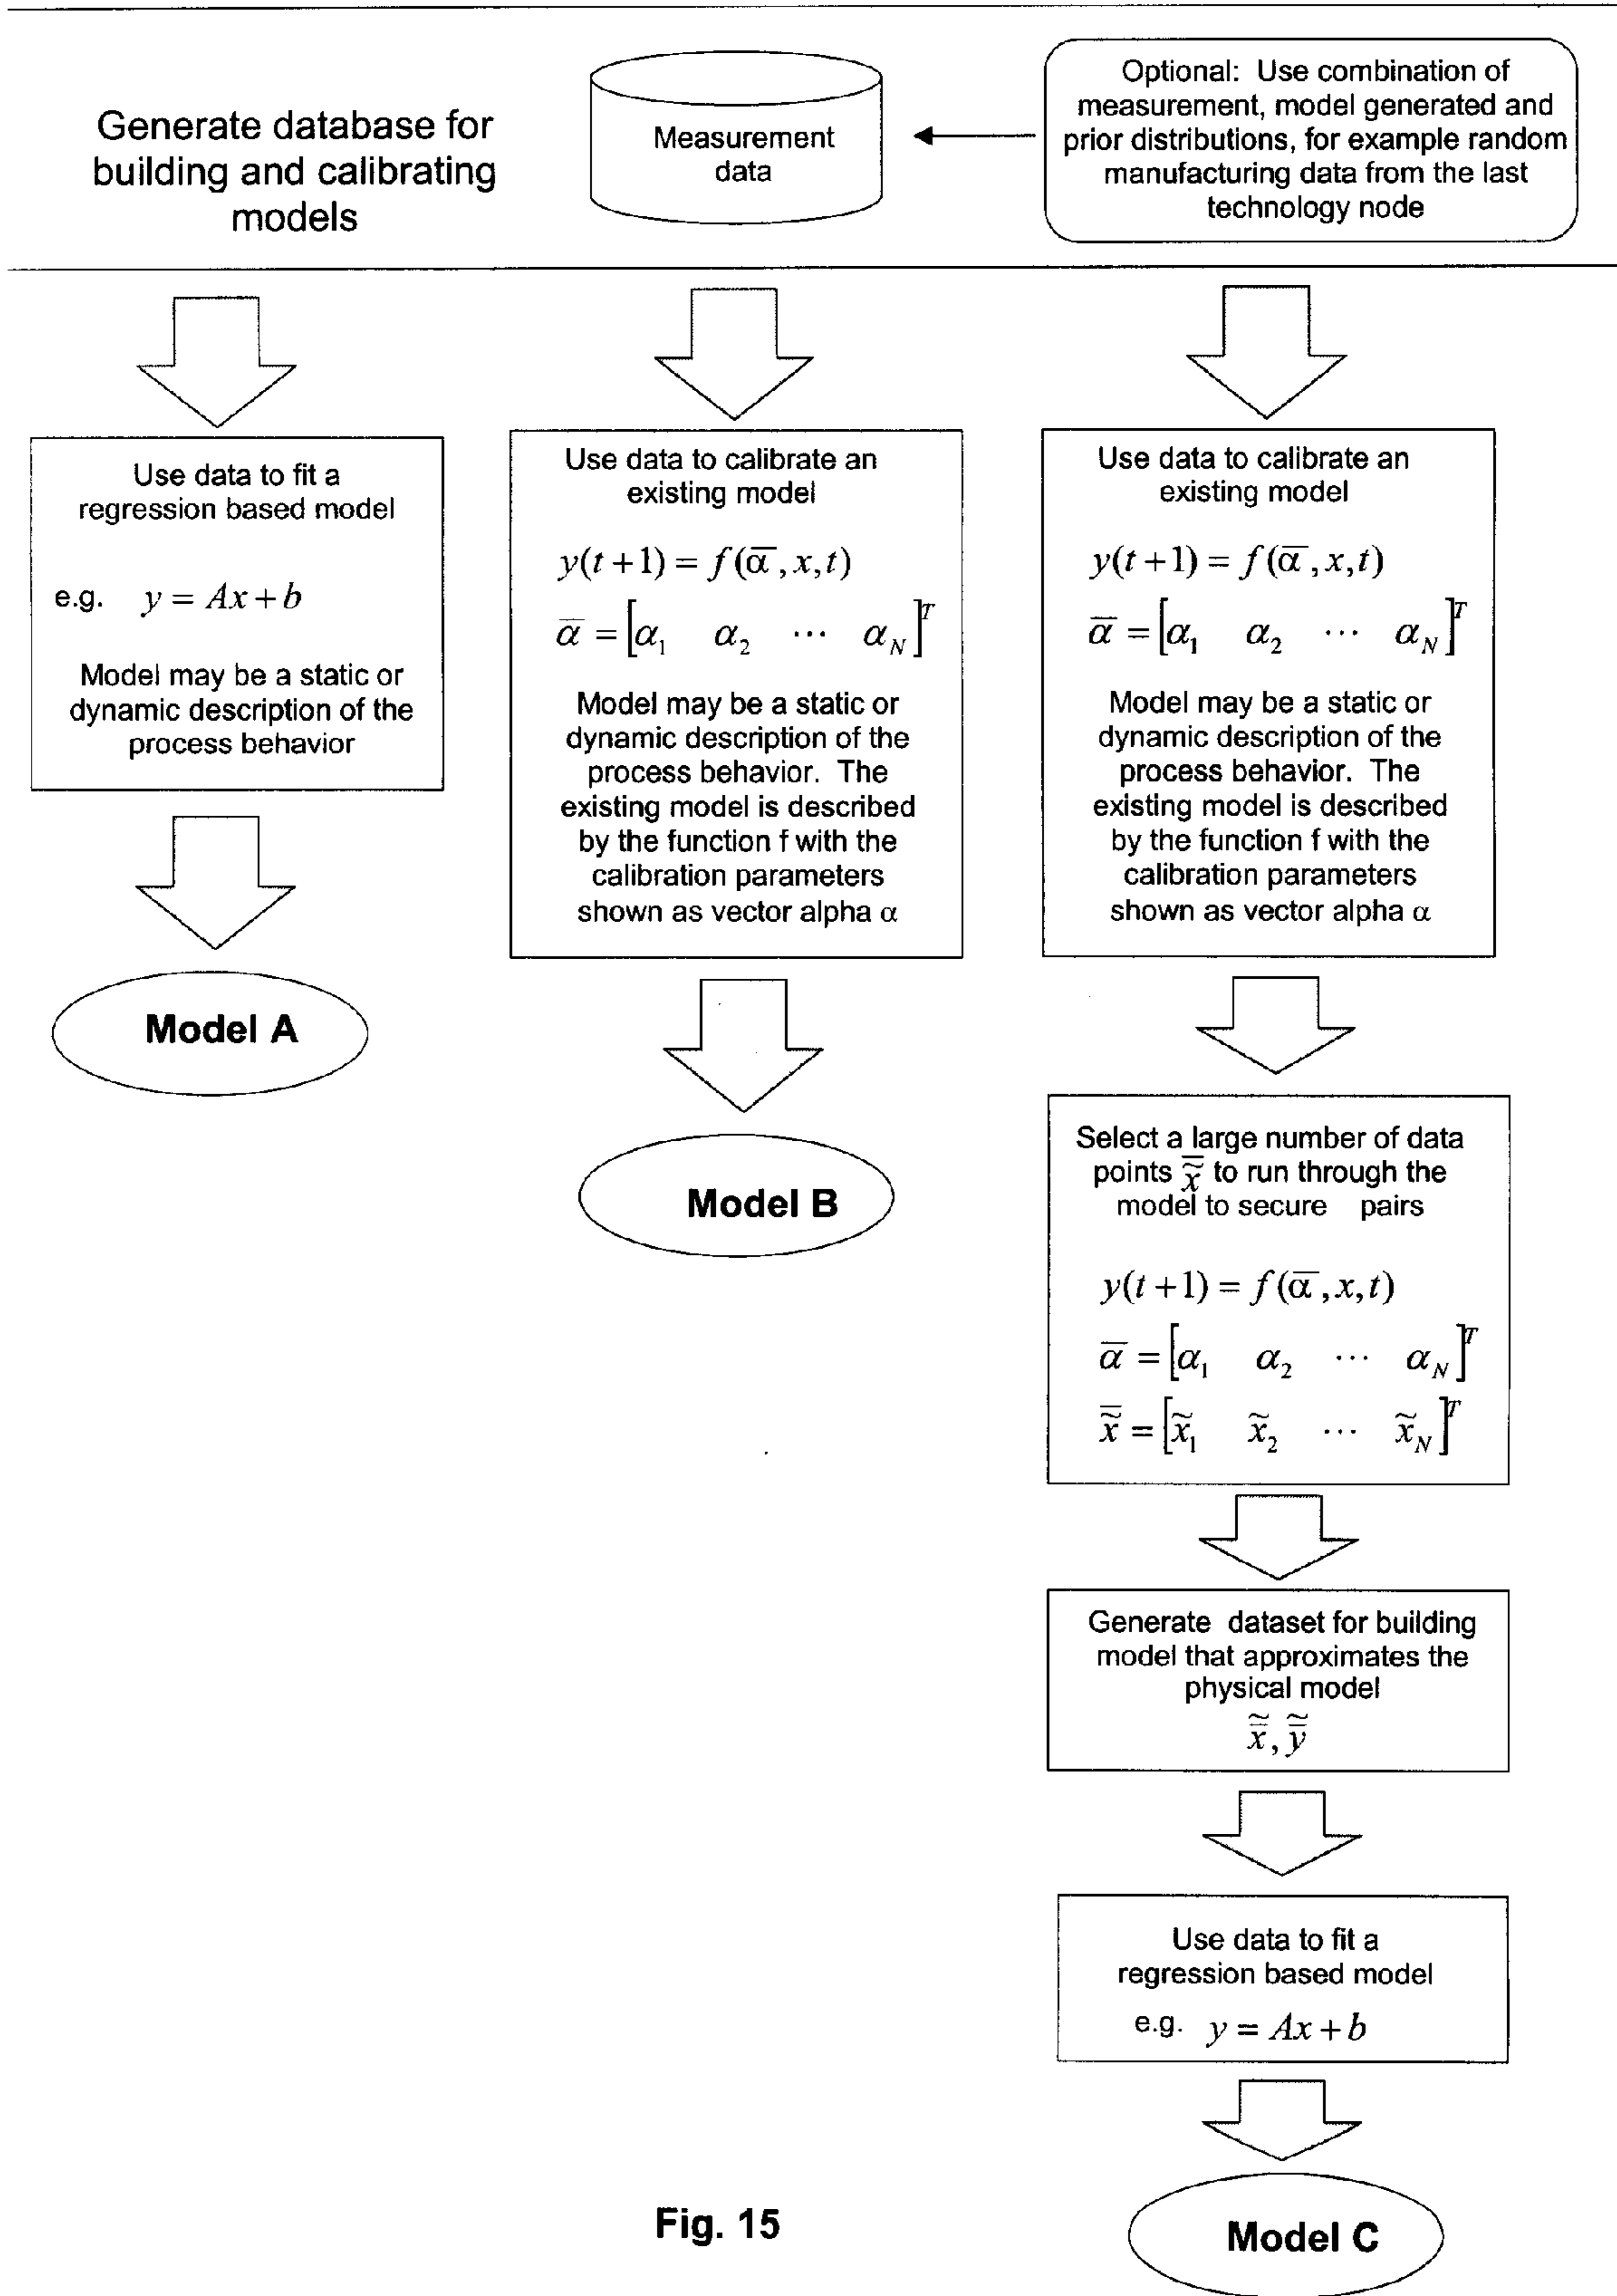 Generate database for
building and calibrating
models
Measurement
data
Optional: Use combination of
measurement, model generated and
prior distributions, for example random
manufacturing data from the last
technology node
Use data to fit a
regression based model
e.g. y = Ax + b
Model may be a static or
dynamic description of the
process behavior
Model A
Use data to calibrate an
existing model
y(t+1) = f(α̅, x, t)
α̅ = [α₁ α₂ ⋯ α_N]^T
Model may be a static or
dynamic description of the
process behavior. The
existing model is described
by the function f with the
calibration parameters
shown as vector alpha α
Model B
Use data to calibrate an
existing model
y(t+1) = f(α̅, x, t)
α̅ = [α₁ α₂ ⋯ α_N]^T
Model may be a static or
dynamic description of the
process behavior. The
existing model is described
by the function f with the
calibration parameters
shown as vector alpha α
Select a large number of data
points x̃̅ to run through the
model to secure pairs
y(t+1) = f(α̅, x, t)
α̅ = [α₁ α₂ ⋯ α_N]^T
x̃̅ = [x̃₁ x̃₂ ⋯ x̃_N]^T
Generate dataset for building
model that approximates the
physical model
x̿̃, y̿̃
Use data to fit a
regression based model
e.g. y = Ax + b
Model C
Fig. 15